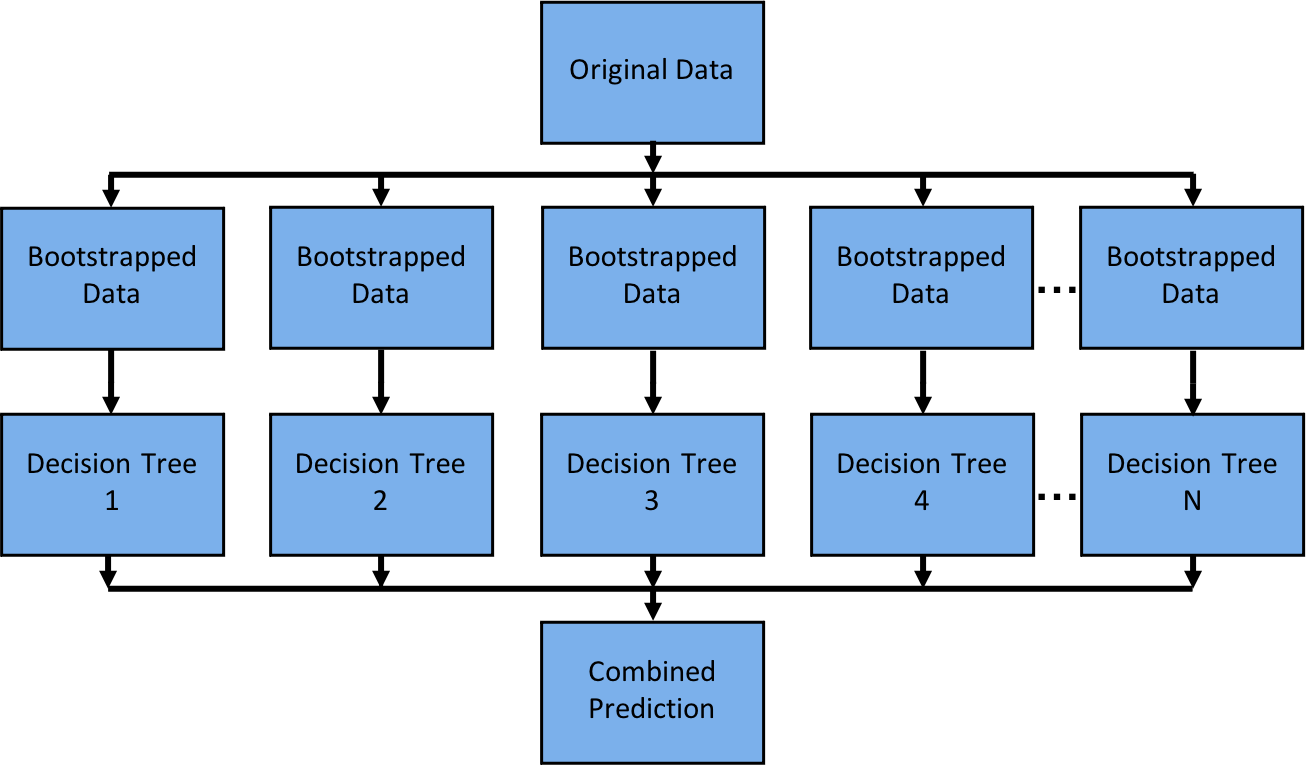 Original Data
Bootstrapped
Data
Bootstrapped
Data
Bootstrapped
Data
Bootstrapped
Data
...
Bootstrapped
Data
Decision Tree
1
Decision Tree
2
Decision Tree
3
Decision Tree
4
...
Decision Tree
N
Combined
Prediction